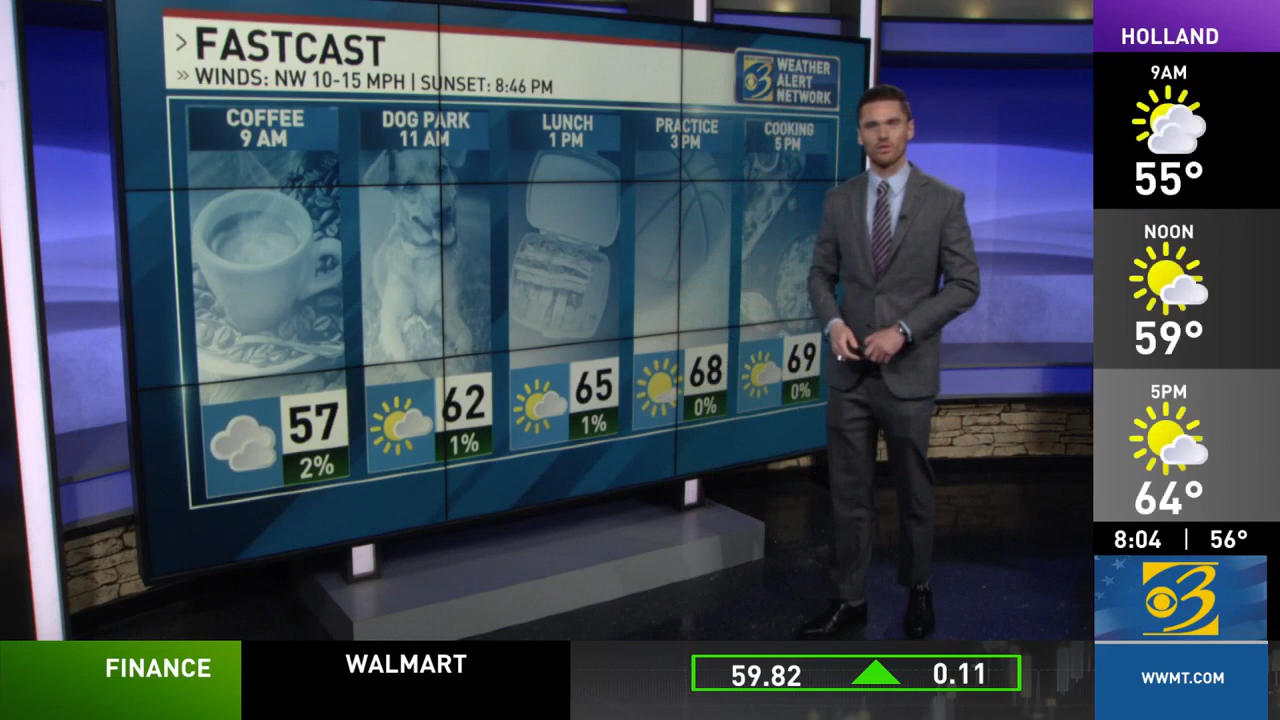 > FASTCAST
» WINDS: NW 10-15 MPH | SUNSET: 8:46 PM
3 WEATHER
ALERT
NETWORK
COFFEE
9 AM
57
2%
DOG PARK
11 AM
62
1%
LUNCH
1 PM
65
1%
PRACTICE
3 PM
68
0%
COOKING
5 PM
69
0%
HOLLAND
9AM
55°
NOON
59°
5PM
64°
8:04 | 56°
3
WWMT.COM
FINANCE
WALMART
59.82 ▲ 0.11